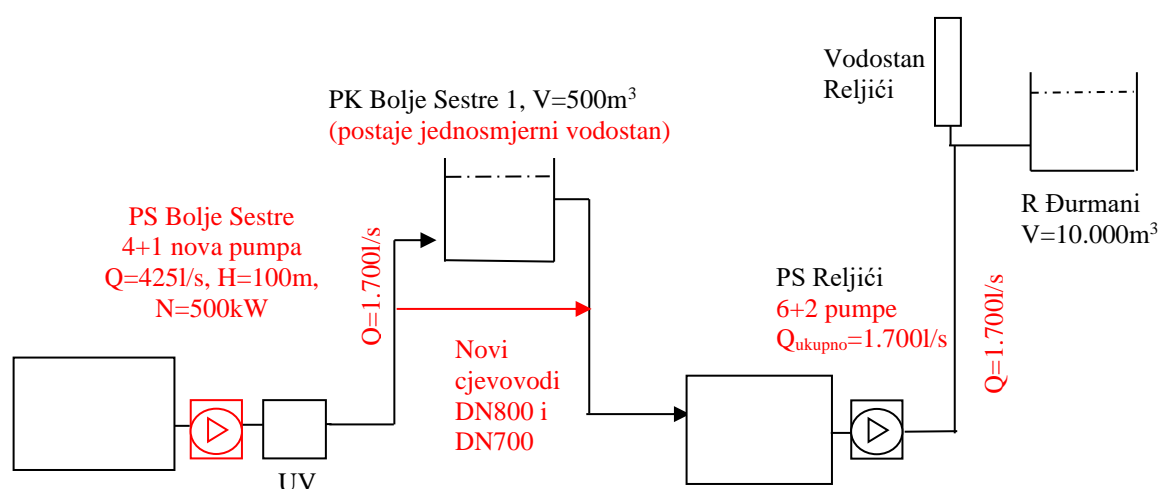 Vodostan
Reljići
PK Bolje Sestre 1, V=500m³
(postaje jednosmjerni vodostan)
PS Bolje Sestre
4+1 nova pumpa
Q=425l/s, H=100m,
N=500kW
Q=1.700l/s
R Đurmani
V=10.000m³
PS Reljići
6+2 pumpe
Qukupno=1.700l/s
Q=1.700l/s
Novi
cjevovodi
DN800 i
DN700
UV